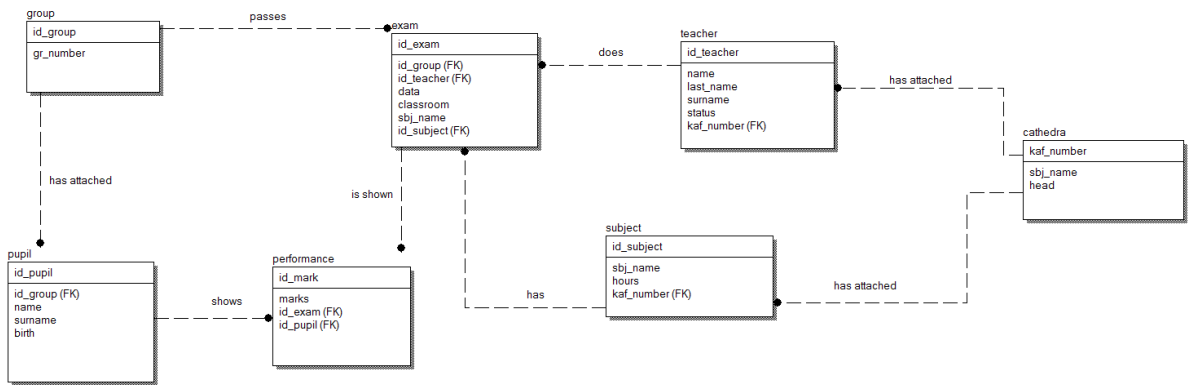 group
id_group
gr_number
passes
exam
id_exam
id_group (FK)
id_teacher (FK)
data
classroom
sbj_name
id_subject (FK)
does
teacher
id_teacher
name
last_name
surname
status
kaf_number (FK)
has attached
cathedra
kaf_number
sbj_name
head
has attached
is shown
pupil
id_pupil
id_group (FK)
name
surname
birth
shows
performance
id_mark
marks
id_exam (FK)
id_pupil (FK)
has
subject
id_subject
sbj_name
hours
kaf_number (FK)
has attached